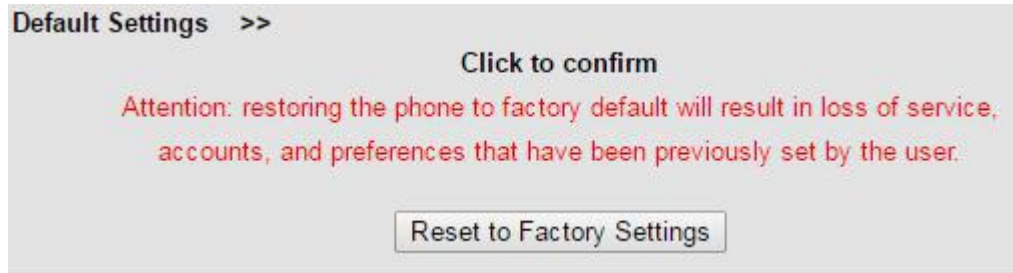 Default Settings >>
Click to confirm
Attention: restoring the phone to factory default will result in loss of service,
accounts, and preferences that have been previously set by the user.
Reset to Factory Settings